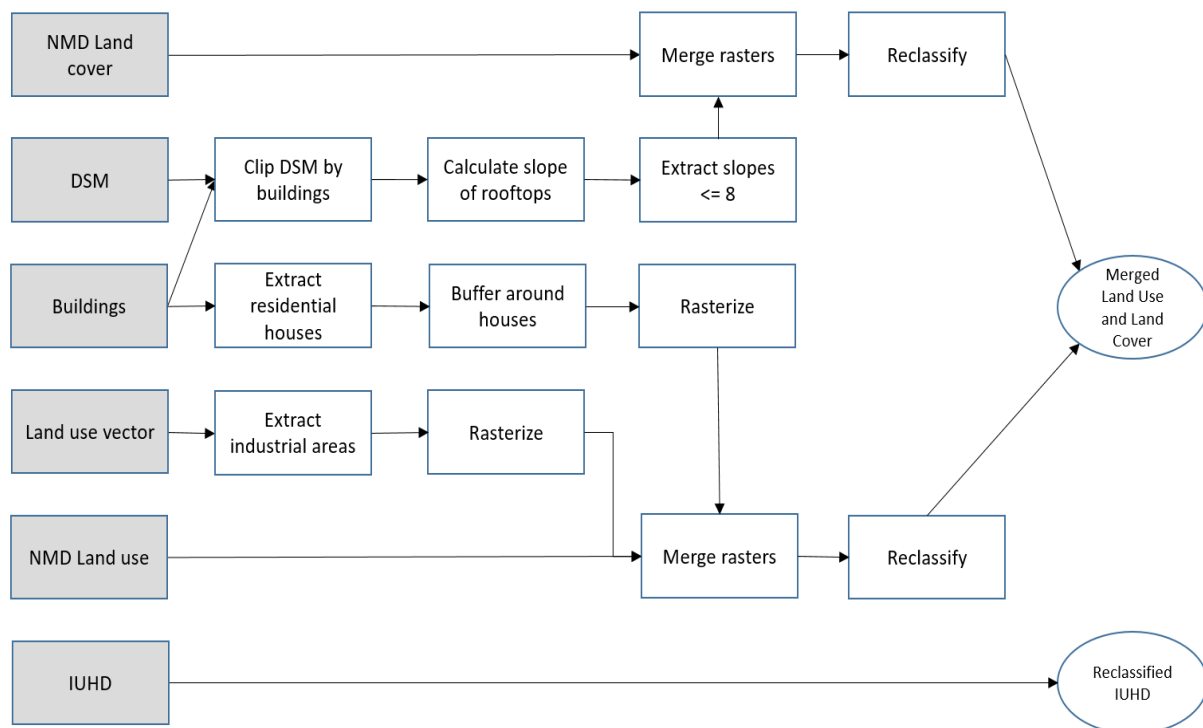 NMD Land
cover
Merge rasters
Reclassify
DSM
Clip DSM by
buildings
Calculate slope
of rooftops
Extract slopes
<= 8
Buildings
Extract
residential
houses
Buffer around
houses
Rasterize
Merged
Land Use
and Land
Cover
Land use vector
Extract
industrial areas
Rasterize
NMD Land use
Merge rasters
Reclassify
IUHD
Reclassified
IUHD